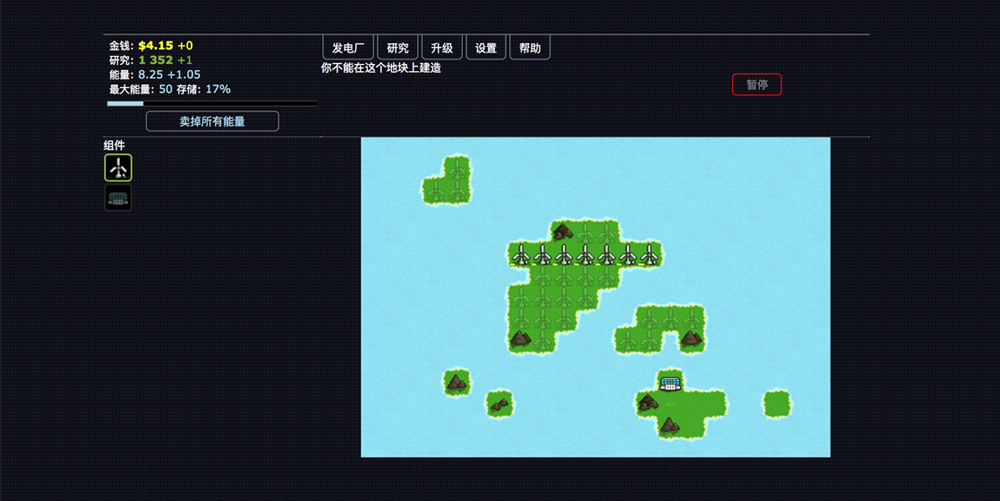 金钱: $4.15 +0
研究: 1 352 +1
能量: 8.25 +1.05
最大能量: 50 存储: 17%
卖掉所有能量
发电厂 研究 升级 设置 帮助
你不能在这个地块上建造
暂停
组件